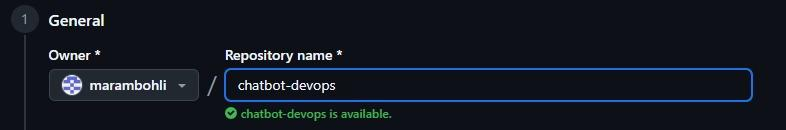 1 General
Owner * Repository name *
marambohli / chatbot-devops
chatbot-devops is available.